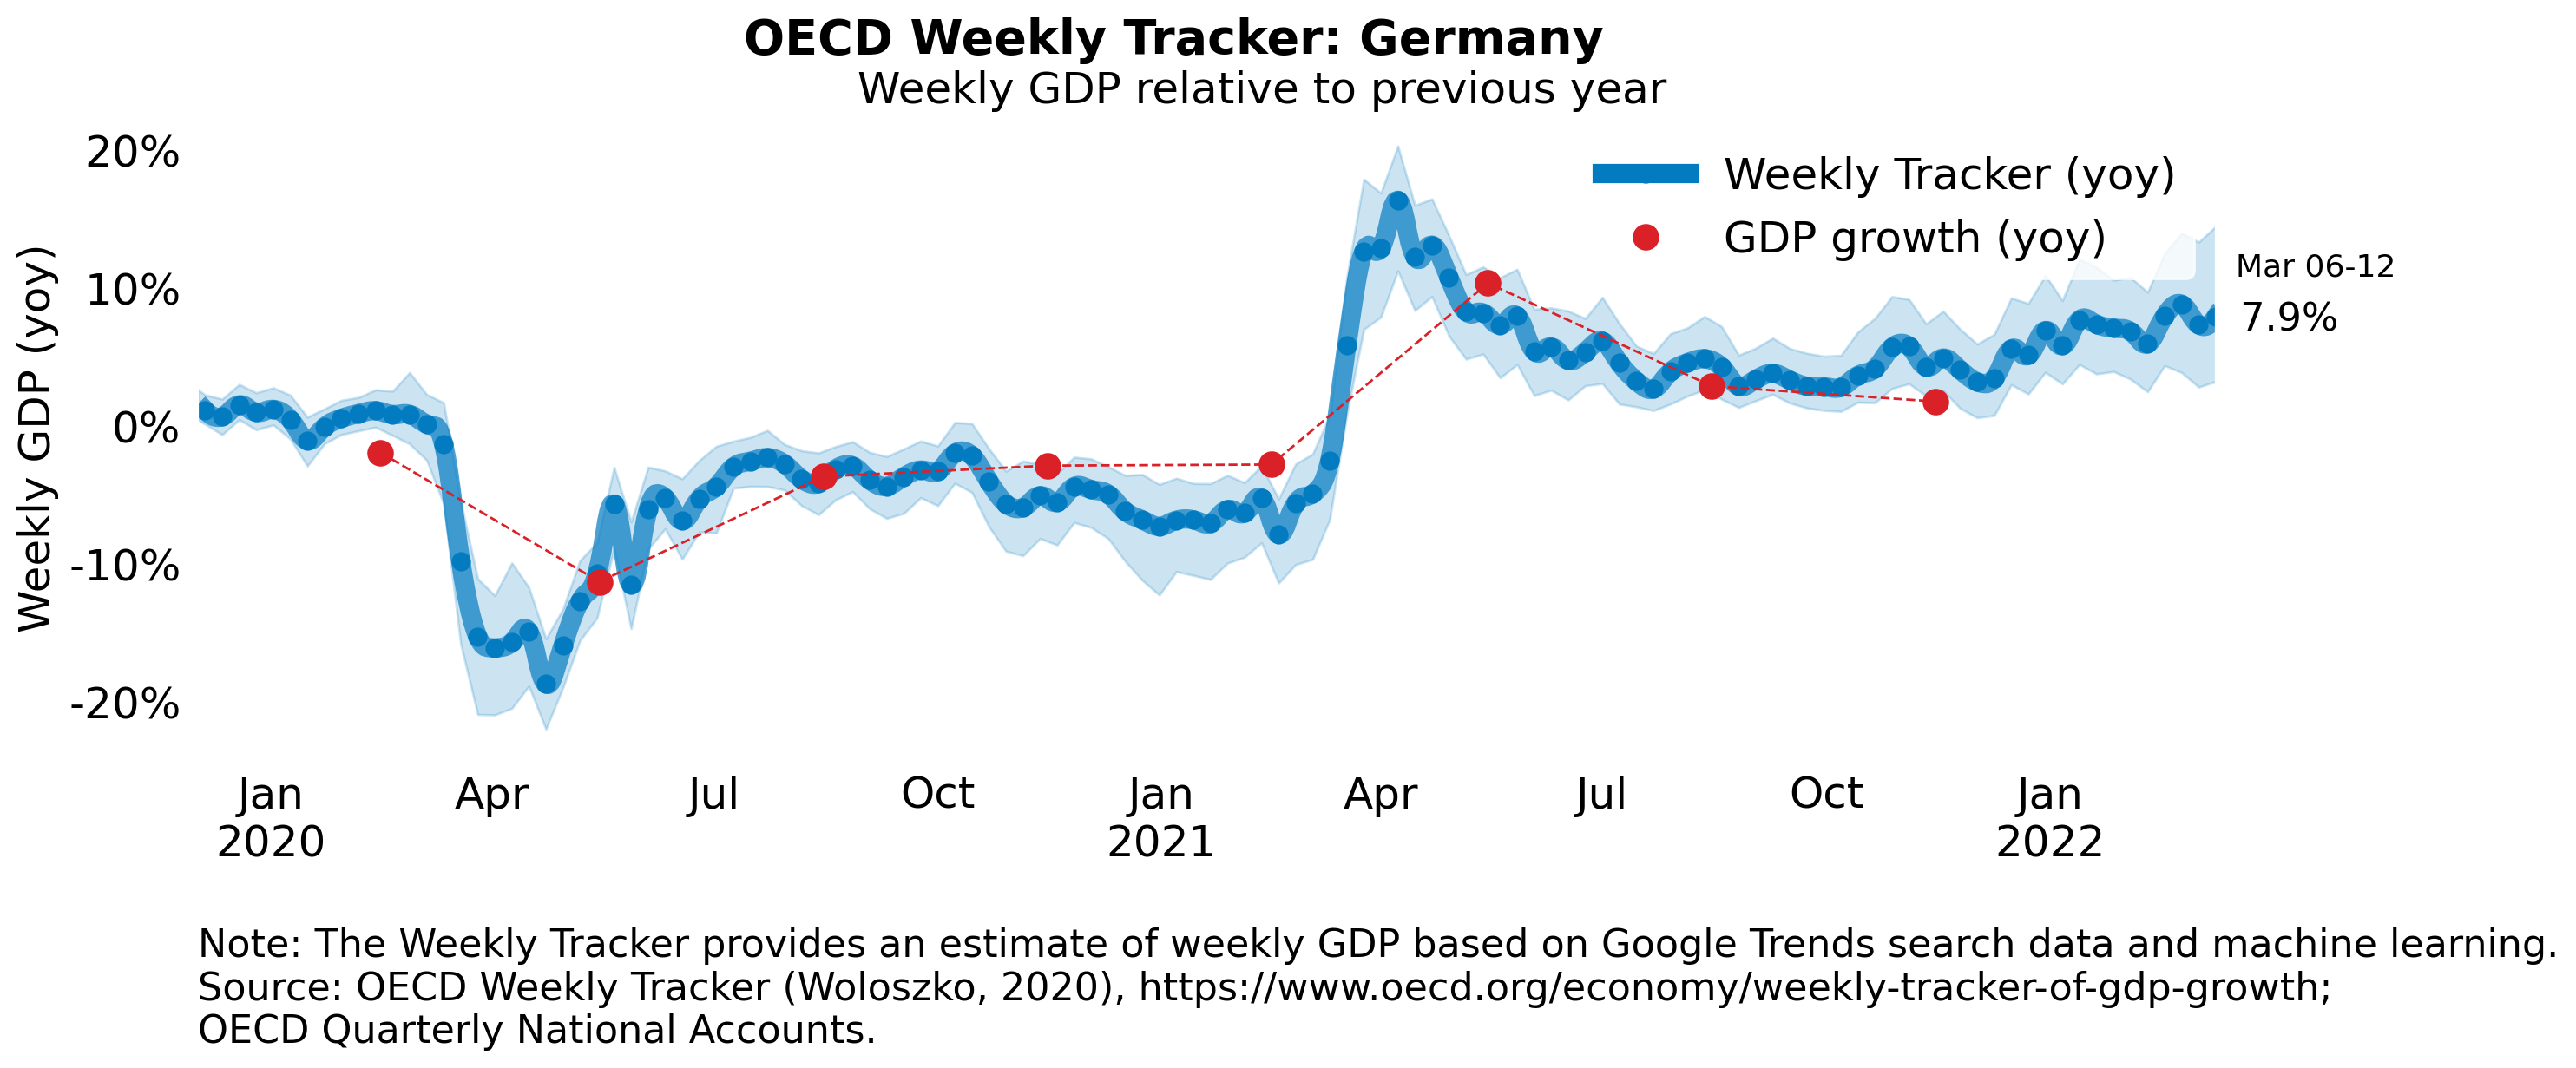 OECD Weekly Tracker: Germany
Weekly GDP relative to previous year
Weekly GDP (yoy)
20%
10%
0%
-10%
-20%
Weekly Tracker (yoy)
GDP growth (yoy)
Mar 06-12
7.9%
Jan Apr Jul Oct Jan Apr Jul Oct Jan
2020 2021 2022
Note: The Weekly Tracker provides an estimate of weekly GDP based on Google Trends search data and machine learning.
Source: OECD Weekly Tracker (Woloszko, 2020), https://www.oecd.org/economy/weekly-tracker-of-gdp-growth;
OECD Quarterly National Accounts.